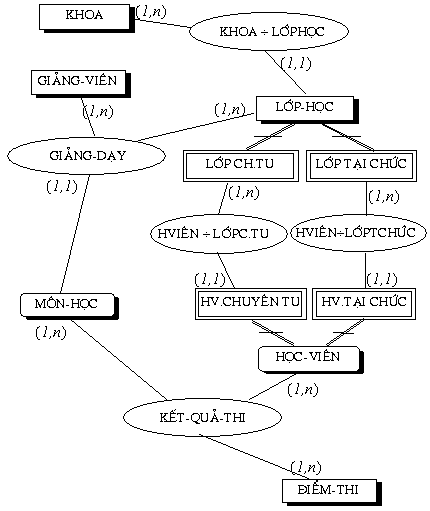 KHOA
(1,n)
KHOA ÷ LỚPHỌC
(1,1)
GIẢNG-VIÊN
(1,n)
(1,n)
LỚP-HỌC
GIẢNG-DẠY
(1,1)
LỚP CH.TU
LỚP TẠI CHỨC
(1,n)
(1,n)
HVIÊN ÷ LỚPC.TU
HVIÊN÷LỚPTCHỨC
(1,1)
(1,1)
MÔN-HỌC
HV.CHUYÊN TU
HV.TẠI CHỨC
(1,n)
HỌC-VIÊN
(1,n)
KẾT-QUẢ-THI
(1,n)
ĐIỂM-THI